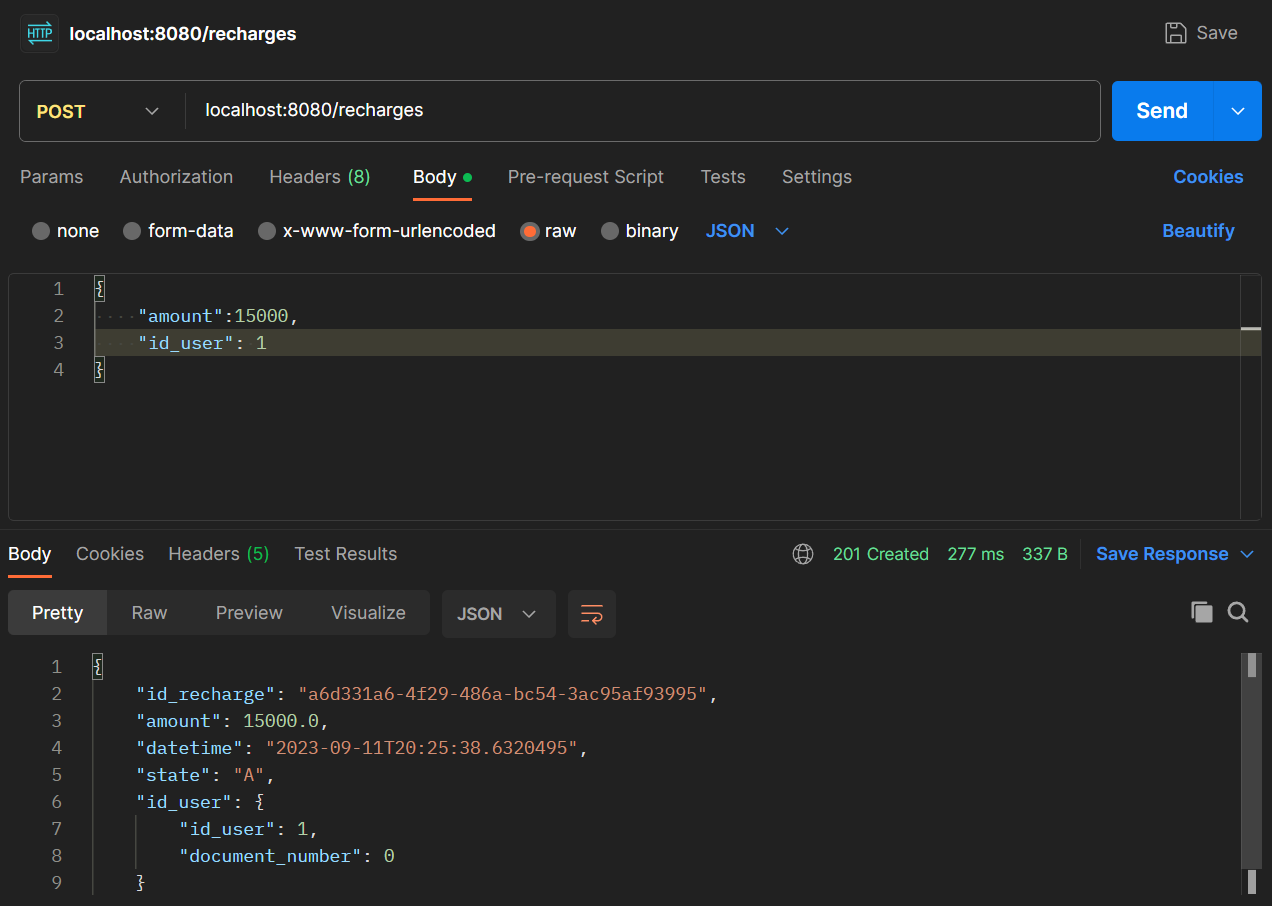 HTTP localhost:8080/recharges Save
POST localhost:8080/recharges Send
Params Authorization Headers (8) Body Pre-request Script Tests Settings Cookies
none form-data x-www-form-urlencoded raw binary JSON Beautify
1 {
2 ····"amount":15000,
3 ····"id_user": 1
4 }
Body Cookies Headers (5) Test Results 201 Created 277 ms 337 B Save Response
Pretty Raw Preview Visualize JSON
1 {
2 "id_recharge": "a6d331a6-4f29-486a-bc54-3ac95af93995",
3 "amount": 15000.0,
4 "datetime": "2023-09-11T20:25:38.6320495",
5 "state": "A",
6 "id_user": {
7 "id_user": 1,
8 "document_number": 0
9 }